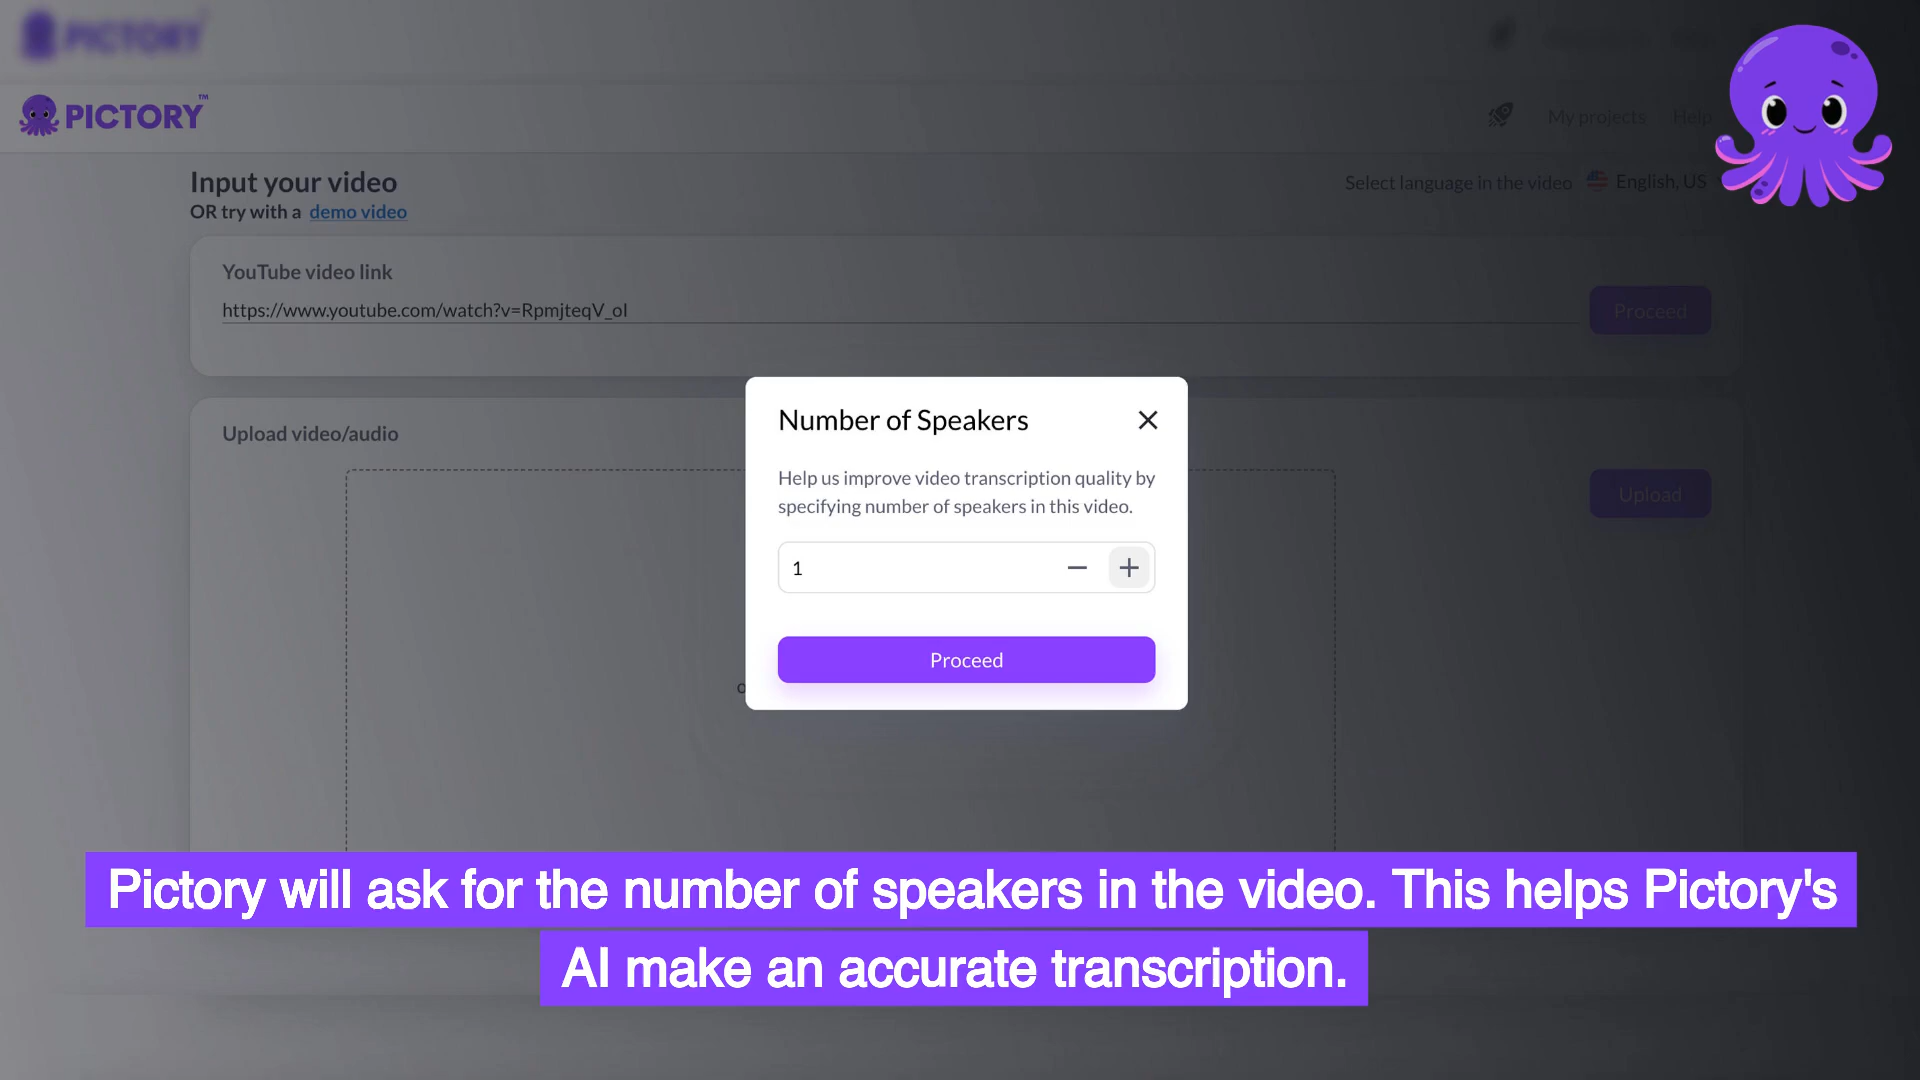 PICTORY
PICTORY™
My projects
Help
Input your video
Select language in the video
English, US
OR try with a demo video
YouTube video link
https://www.youtube.com/watch?v=RpmjteqV_oI
Proceed
Number of Speakers
Upload video/audio
Help us improve video transcription quality by
specifying number of speakers in this video.
Upload
1
Proceed
Pictory will ask for the number of speakers in the video. This helps Pictory's
AI make an accurate transcription.